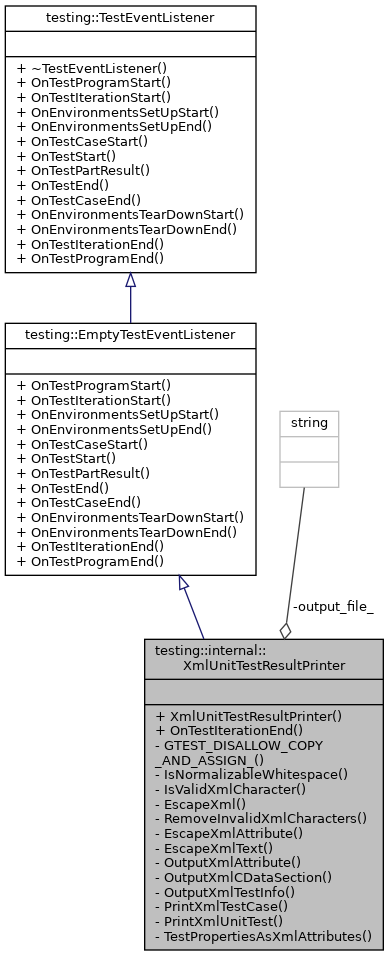 testing::TestEventListener
+ ~TestEventListener()
+ OnTestProgramStart()
+ OnTestIterationStart()
+ OnEnvironmentsSetUpStart()
+ OnEnvironmentsSetUpEnd()
+ OnTestCaseStart()
+ OnTestStart()
+ OnTestPartResult()
+ OnTestEnd()
+ OnTestCaseEnd()
+ OnEnvironmentsTearDownStart()
+ OnEnvironmentsTearDownEnd()
+ OnTestIterationEnd()
+ OnTestProgramEnd()
testing::EmptyTestEventListener
+ OnTestProgramStart()
+ OnTestIterationStart()
+ OnEnvironmentsSetUpStart()
+ OnEnvironmentsSetUpEnd()
+ OnTestCaseStart()
+ OnTestStart()
+ OnTestPartResult()
+ OnTestEnd()
+ OnTestCaseEnd()
+ OnEnvironmentsTearDownStart()
+ OnEnvironmentsTearDownEnd()
+ OnTestIterationEnd()
+ OnTestProgramEnd()
string
-output_file_
testing::internal::
XmlUnitTestResultPrinter
+ XmlUnitTestResultPrinter()
+ OnTestIterationEnd()
- GTEST_DISALLOW_COPY
_AND_ASSIGN_()
- IsNormalizableWhitespace()
- IsValidXmlCharacter()
- EscapeXml()
- RemoveInvalidXmlCharacters()
- EscapeXmlAttribute()
- EscapeXmlText()
- OutputXmlAttribute()
- OutputXmlCDataSection()
- OutputXmlTestInfo()
- PrintXmlTestCase()
- PrintXmlUnitTest()
- TestPropertiesAsXmlAttributes()